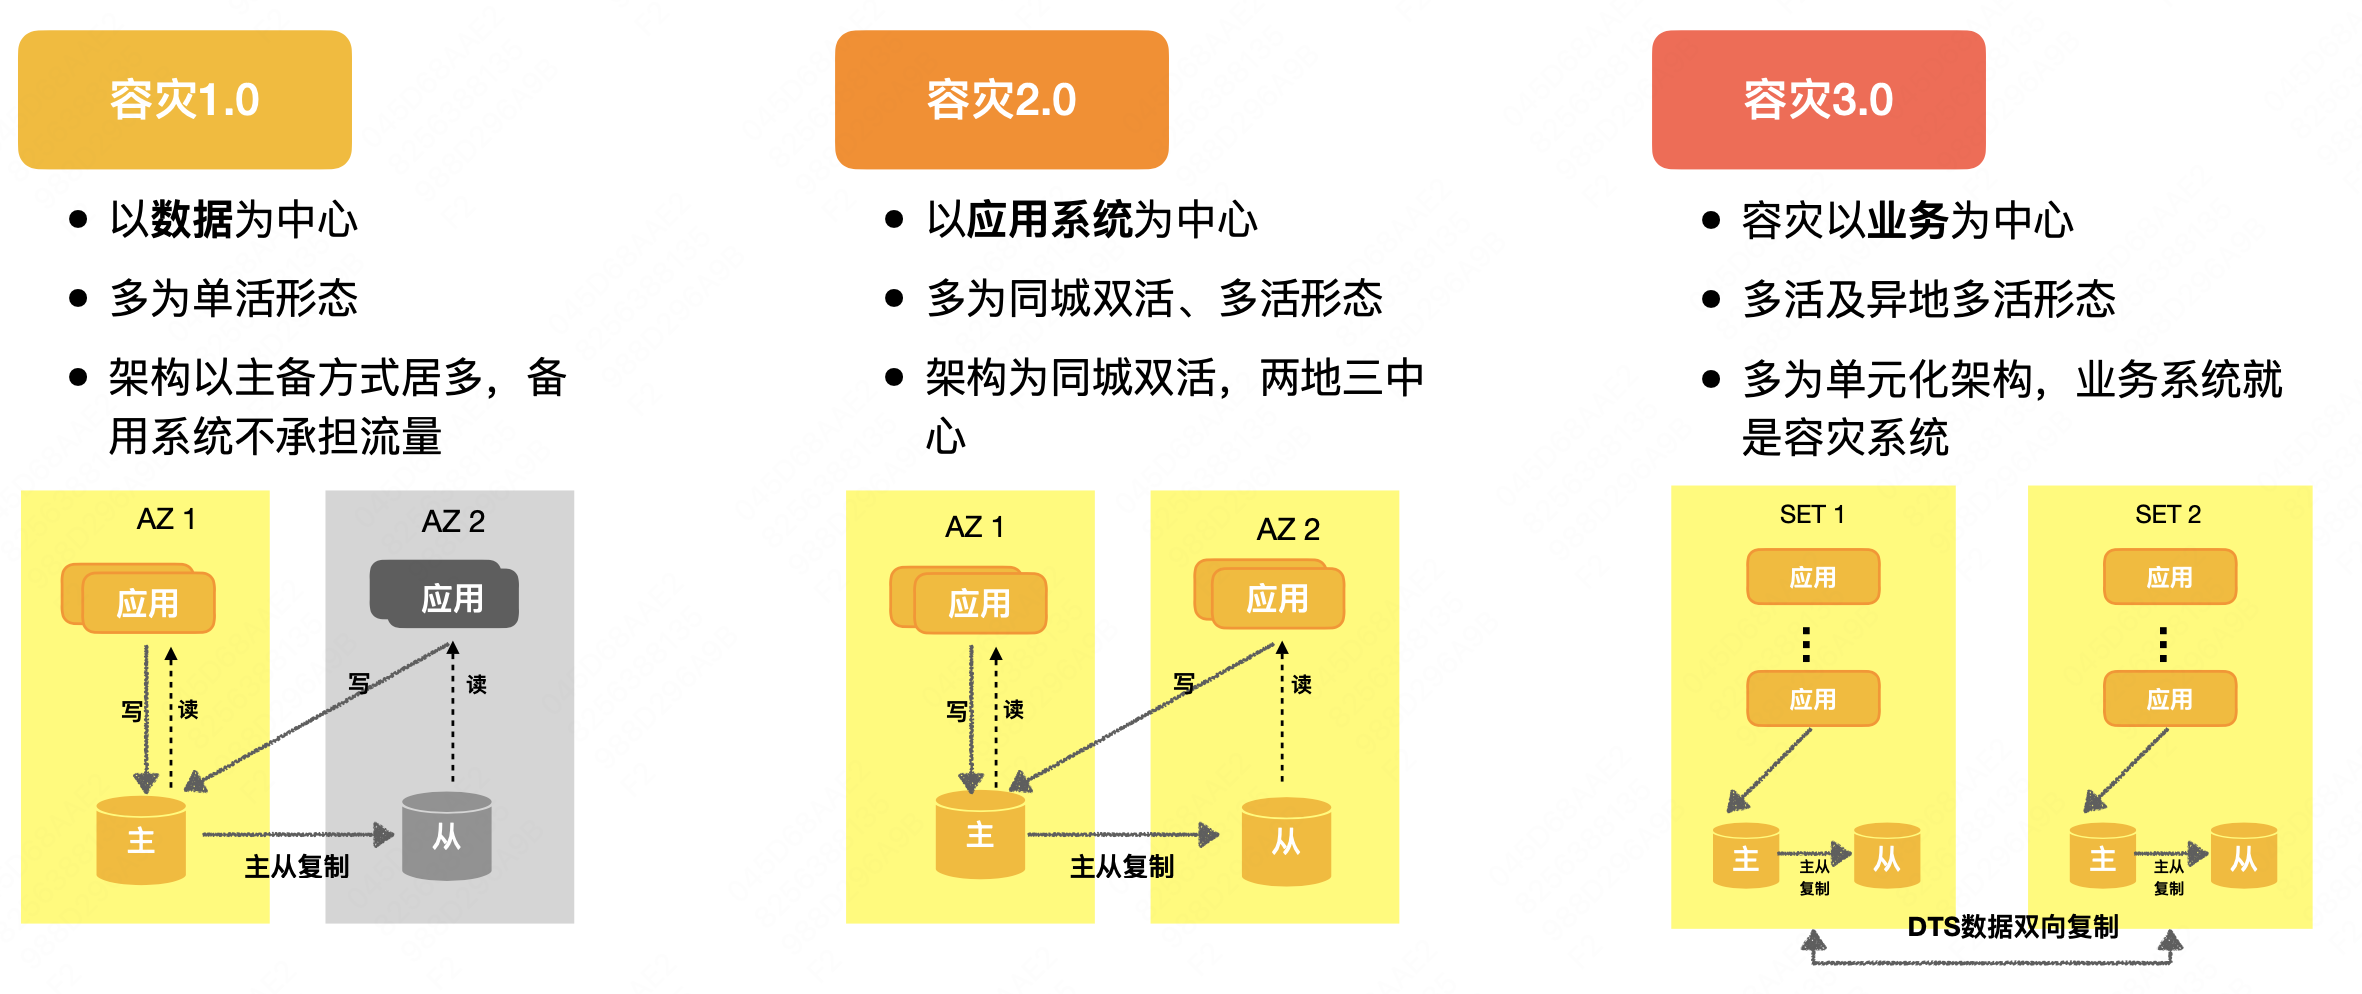 容灾1.0
以数据为中心
多为单活形态
架构以主备方式居多，备
用系统不承担流量
AZ 1
应用
写
读
主
AZ 2
应用
写
读
从
主从复制
容灾2.0
以应用系统为中心
多为同城双活、多活形态
架构为同城双活，两地三中
心
AZ 1
应用
写
读
主
AZ 2
应用
写
读
从
主从复制
容灾3.0
容灾以业务为中心
多活及异地多活形态
多为单元化架构，业务系统就
是容灾系统
SET 1
应用
应用
主
主从
复制
从
SET 2
应用
应用
主
主从
复制
从
DTS数据双向复制